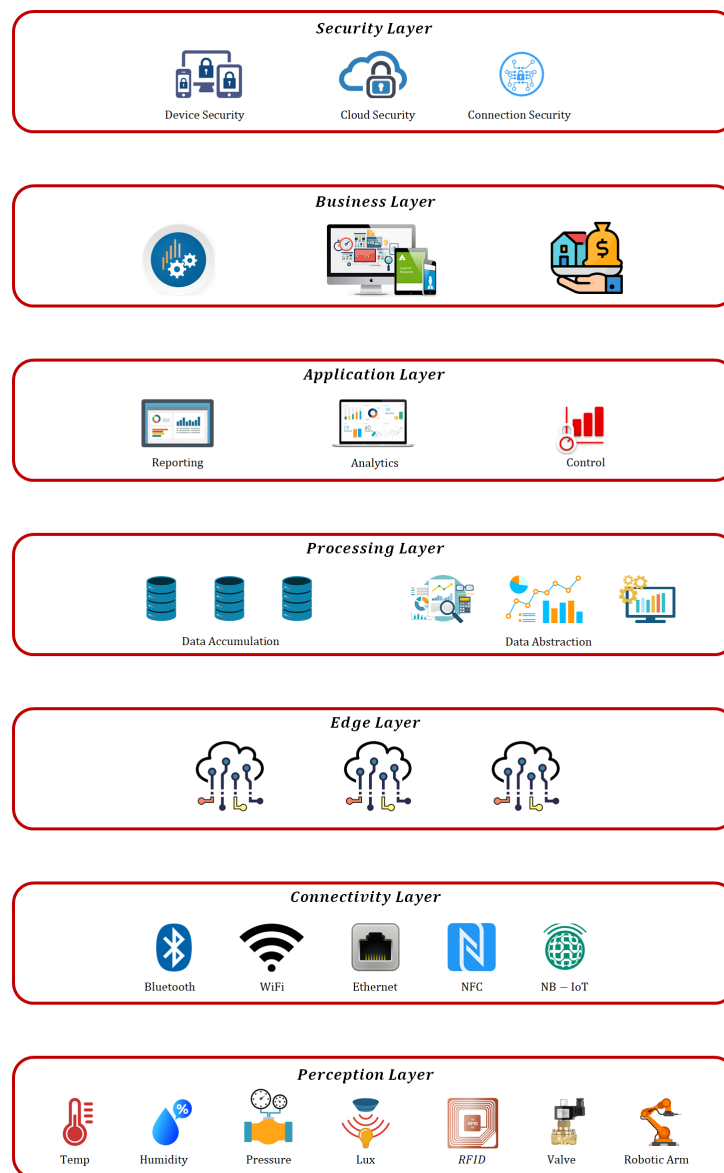 Security Layer
Device Security
Cloud Security
Connection Security
Business Layer
Application Layer
Reporting
Analytics
Control
Processing Layer
Data Accumulation
Data Abstraction
Edge Layer
Connectivity Layer
Bluetooth
WiFi
Ethernet
NFC
NB − IoT
Perception Layer
Temp
Humidity
Pressure
Lux
RFID
Valve
Robotic Arm